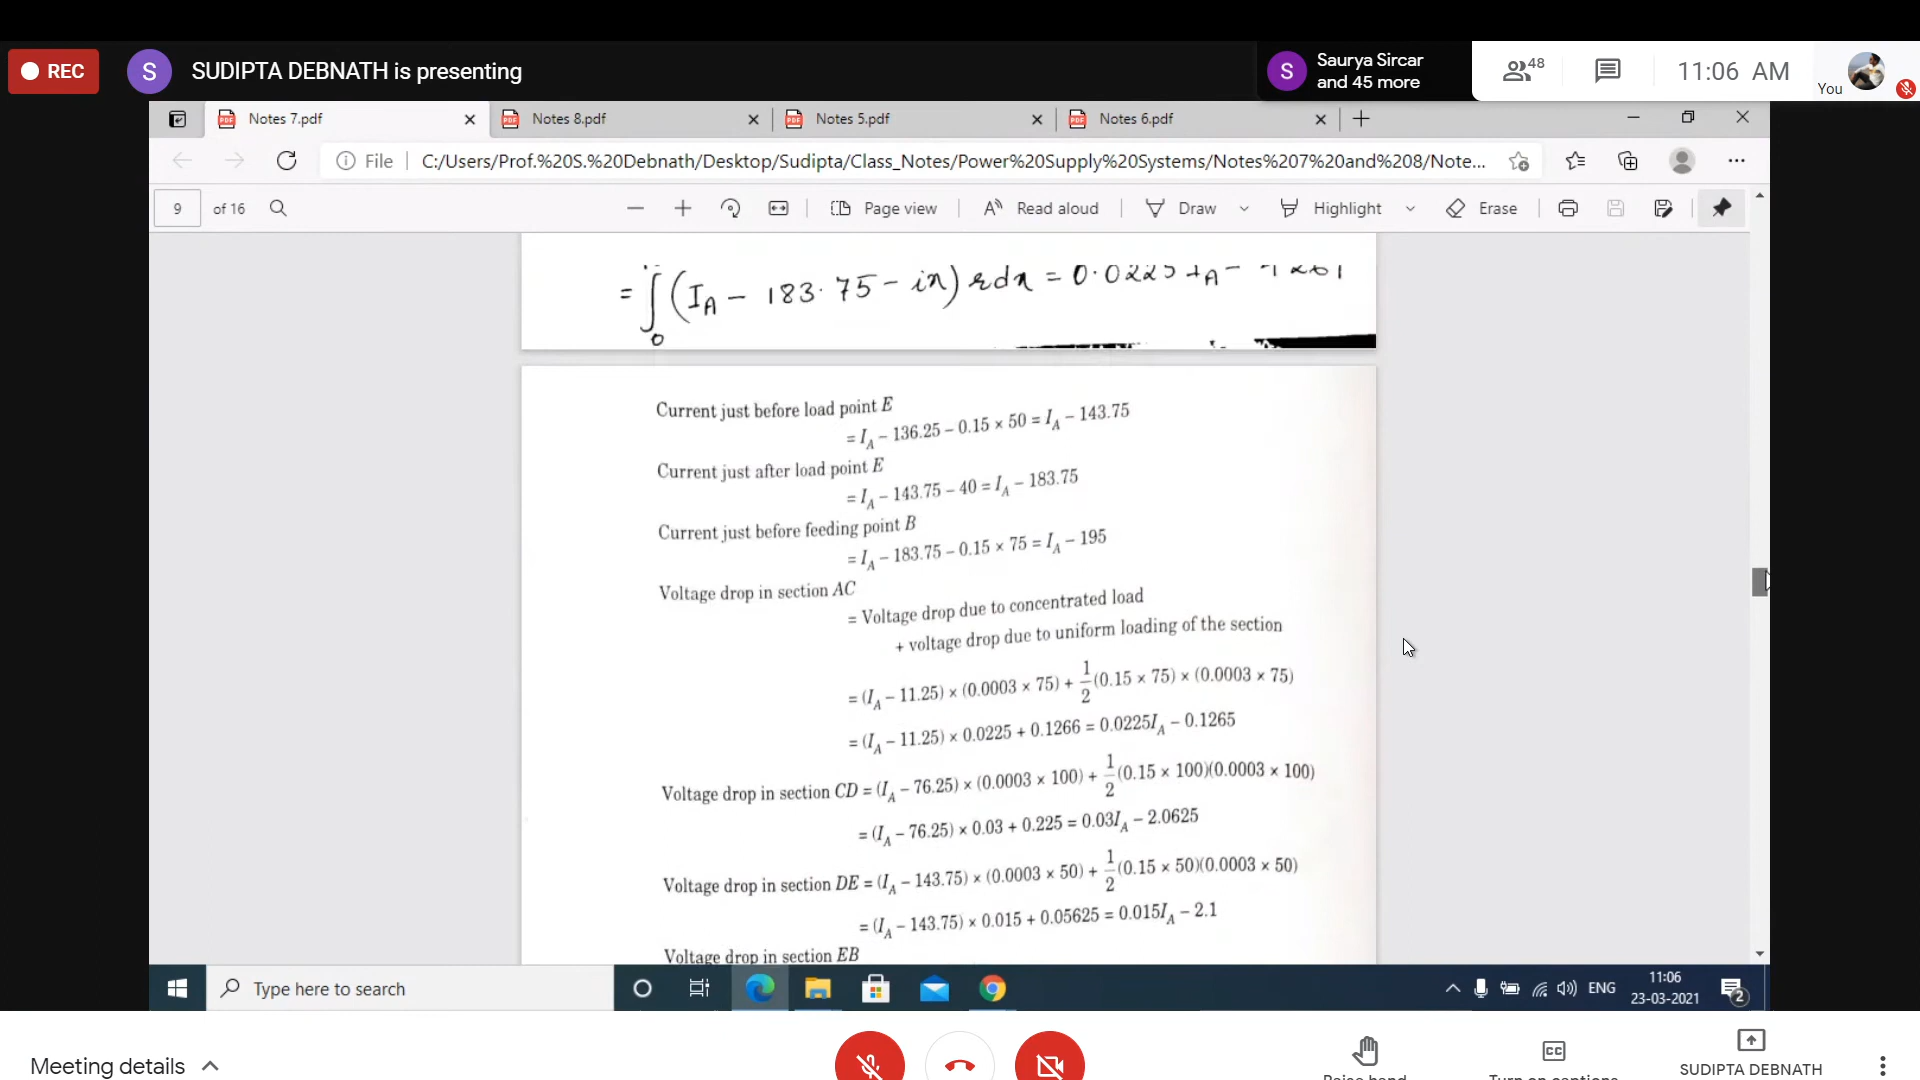 REC
S
SUDIPTA DEBNATH is presenting
S
Saurya Sircar
and 45 more
48
11:06 AM
You
Notes 7.pdf
Notes 8.pdf
Notes 5.pdf
Notes 6.pdf
File
C:/Users/Prof.%20S.%20Debnath/Desktop/Sudipta/Class_Notes/Power%20Supply%20Systems/Notes%207%20and%208/Note...
9
of 16
Page view
Read aloud
Draw
Highlight
Erase
= ∫₀ (I_A − 183.75 − ix) r dx = 0.0225 I_A −
Current just before load point E
= I_A − 136.25 − 0.15 × 50 = I_A − 143.75
Current just after load point E
= I_A − 143.75 − 40 = I_A − 183.75
Current just before feeding point B
= I_A − 183.75 − 0.15 × 75 = I_A − 195
Voltage drop in section AC
= Voltage drop due to concentrated load
+ voltage drop due to uniform loading of the section
= (I_A − 11.25) × (0.0003 × 75) + 1/2 (0.15 × 75) × (0.0003 × 75)
= (I_A − 11.25) × 0.0225 + 0.1266 = 0.0225I_A − 0.1265
Voltage drop in section CD = (I_A − 76.25) × (0.0003 × 100) + 1/2 (0.15 × 100)(0.0003 × 100)
= (I_A − 76.25) × 0.03 + 0.225 = 0.03I_A − 2.0625
Voltage drop in section DE = (I_A − 143.75) × (0.0003 × 50) + 1/2 (0.15 × 50)(0.0003 × 50)
= (I_A − 143.75) × 0.015 + 0.05625 = 0.015I_A − 2.1
Voltage drop in section EB
Type here to search
ENG
11:06
23-03-2021
2
Meeting details
Raise hand
Turn on captions
SUDIPTA DEBNATH